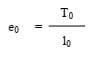 e₀ = T₀ / l₀